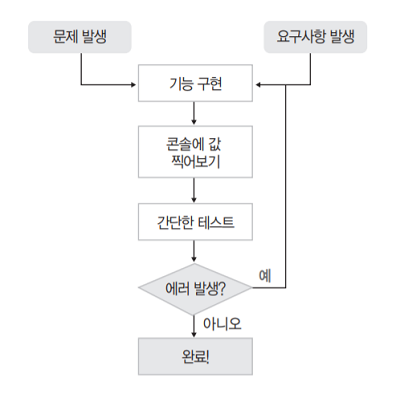 문제 발생
요구사항 발생
기능 구현
콘솔에 값
찍어보기
간단한 테스트
에러 발생?
예
아니오
완료!